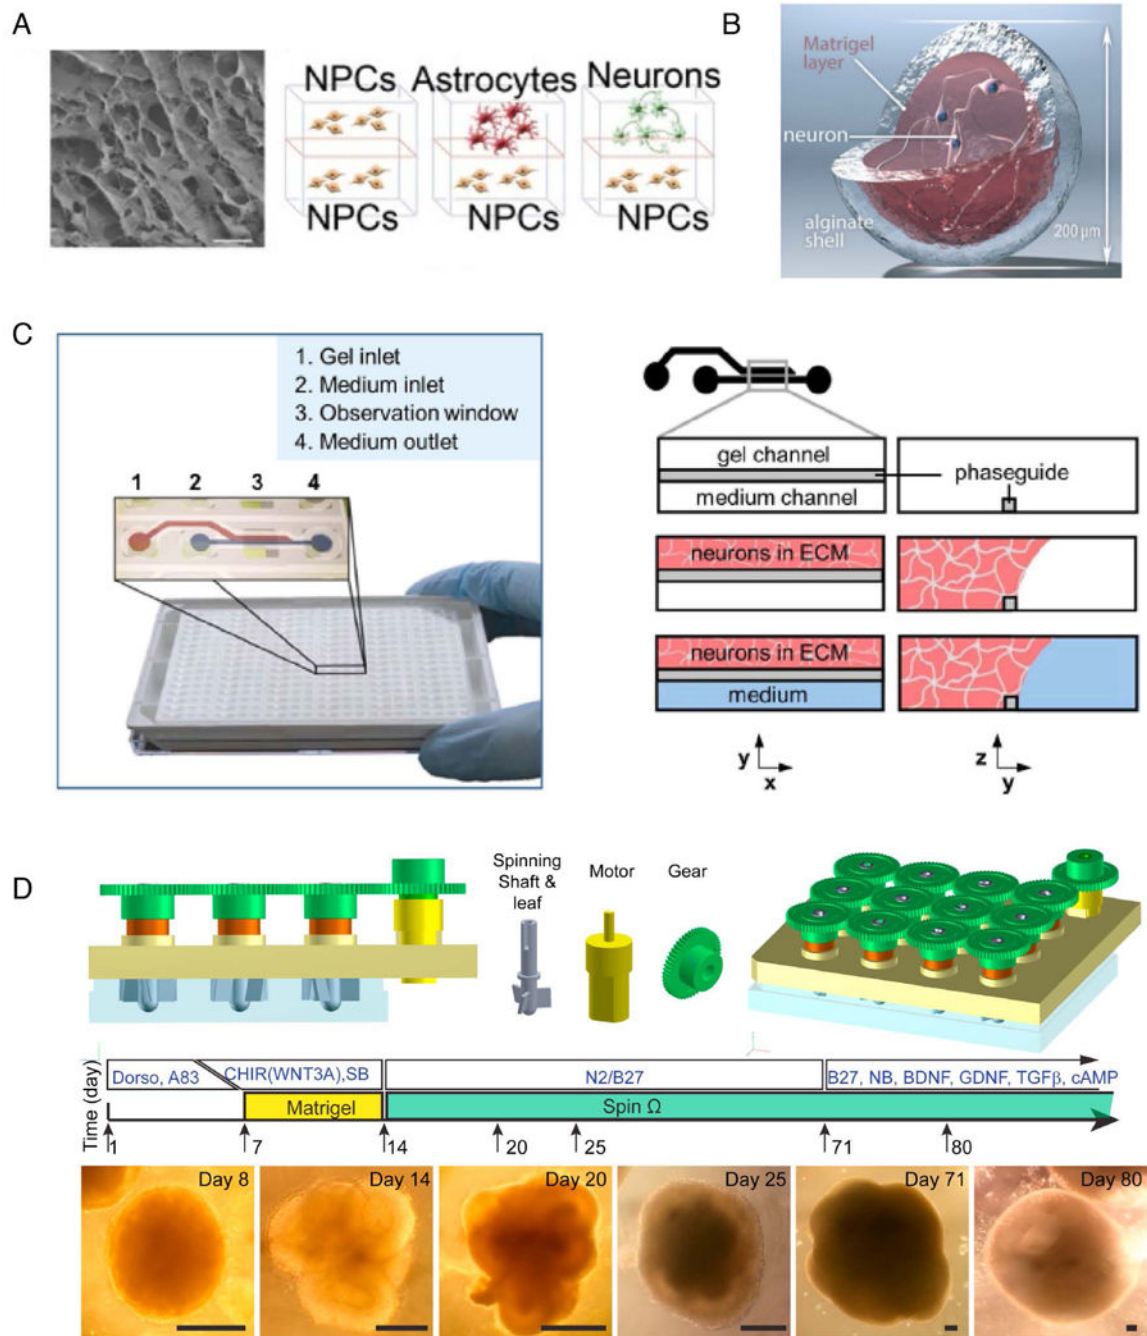 A
NPCs
Astrocytes
Neurons
NPCs
NPCs
NPCs
B
Matrigel
layer
neuron
alginate
shell
200 µm
C
1. Gel inlet
2. Medium inlet
3. Observation window
4. Medium outlet
1 2 3 4
gel channel
medium channel
phaseguide
neurons in ECM
neurons in ECM
medium
y
x
z
y
D
Spinning
Shaft &
leaf
Motor
Gear
Time (day)
Dorso, A83
CHIR(WNT3A),SB
N2/B27
B27, NB, BDNF, GDNF, TGFβ, cAMP
Matrigel
Spin Ω
1 7 14 20 25 71 80
Day 8
Day 14
Day 20
Day 25
Day 71
Day 80